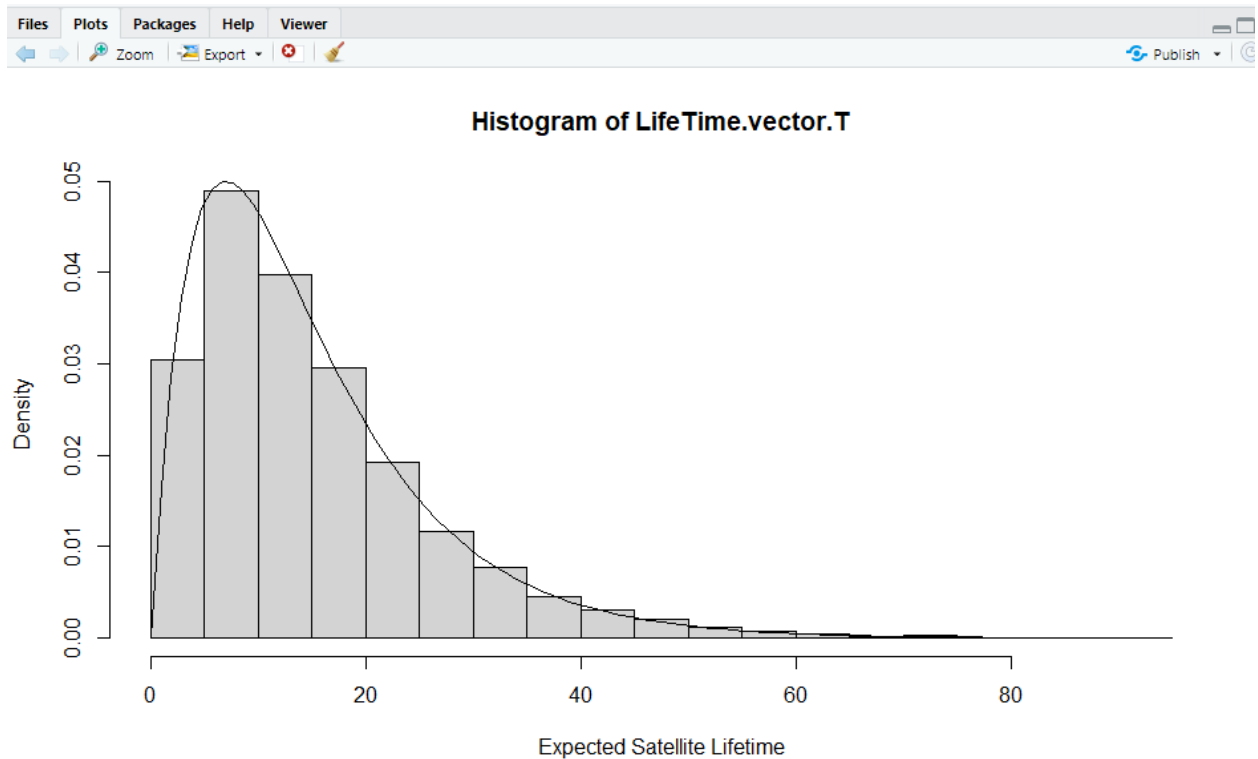 Files Plots Packages Help Viewer
Zoom Export Publish
Histogram of LifeTime.vector.T
0.05
0.04
0.03
0.02
0.01
0.00
Density
0 20 40 60 80
Expected Satellite Lifetime